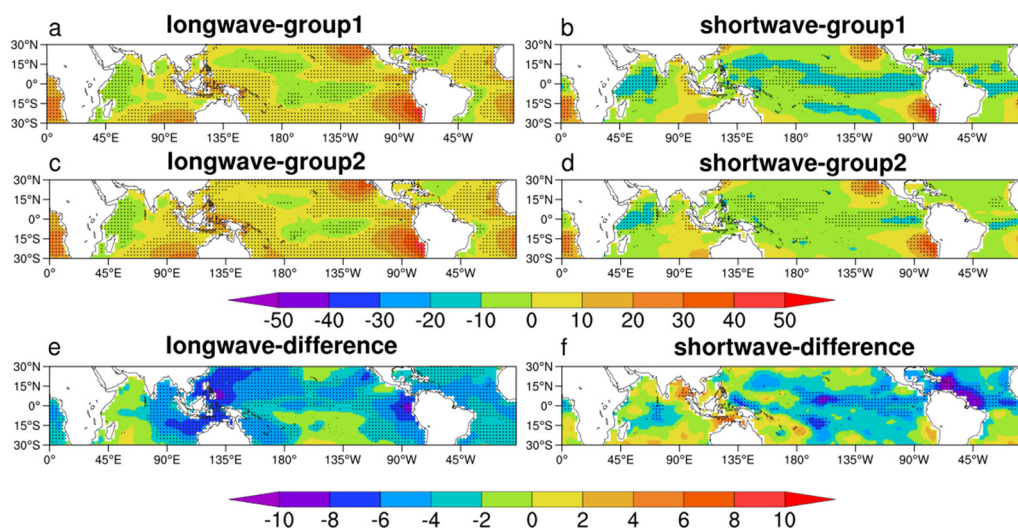 a longwave-group1
30°N
15°N
0°
15°S
30°S
0° 45°E 90°E 135°E 180° 135°W 90°W 45°W
b shortwave-group1
30°N
15°N
0°
15°S
30°S
0° 45°E 90°E 135°E 180° 135°W 90°W 45°W
c longwave-group2
30°N
15°N
0°
15°S
30°S
0° 45°E 90°E 135°E 180° 135°W 90°W 45°W
d shortwave-group2
30°N
15°N
0°
15°S
30°S
0° 45°E 90°E 135°E 180° 135°W 90°W 45°W
-50 -40 -30 -20 -10 0 10 20 30 40 50
e longwave-difference
30°N
15°N
0°
15°S
30°S
0° 45°E 90°E 135°E 180° 135°W 90°W 45°W
f shortwave-difference
30°N
15°N
0°
15°S
30°S
0° 45°E 90°E 135°E 180° 135°W 90°W 45°W
-10 -8 -6 -4 -2 0 2 4 6 8 10